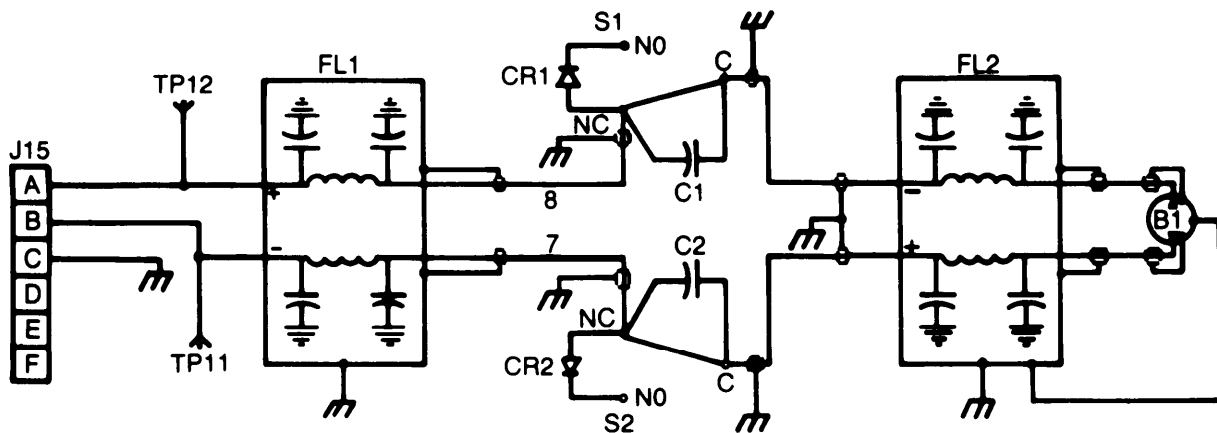 S1
N0
CR1
C
FL1
FL2
TP12
NC
J15
A
+
8
C1
-
B
B1
-
7
C2
+
C
D
NC
E
TP11
CR2
C
F
N0
S2